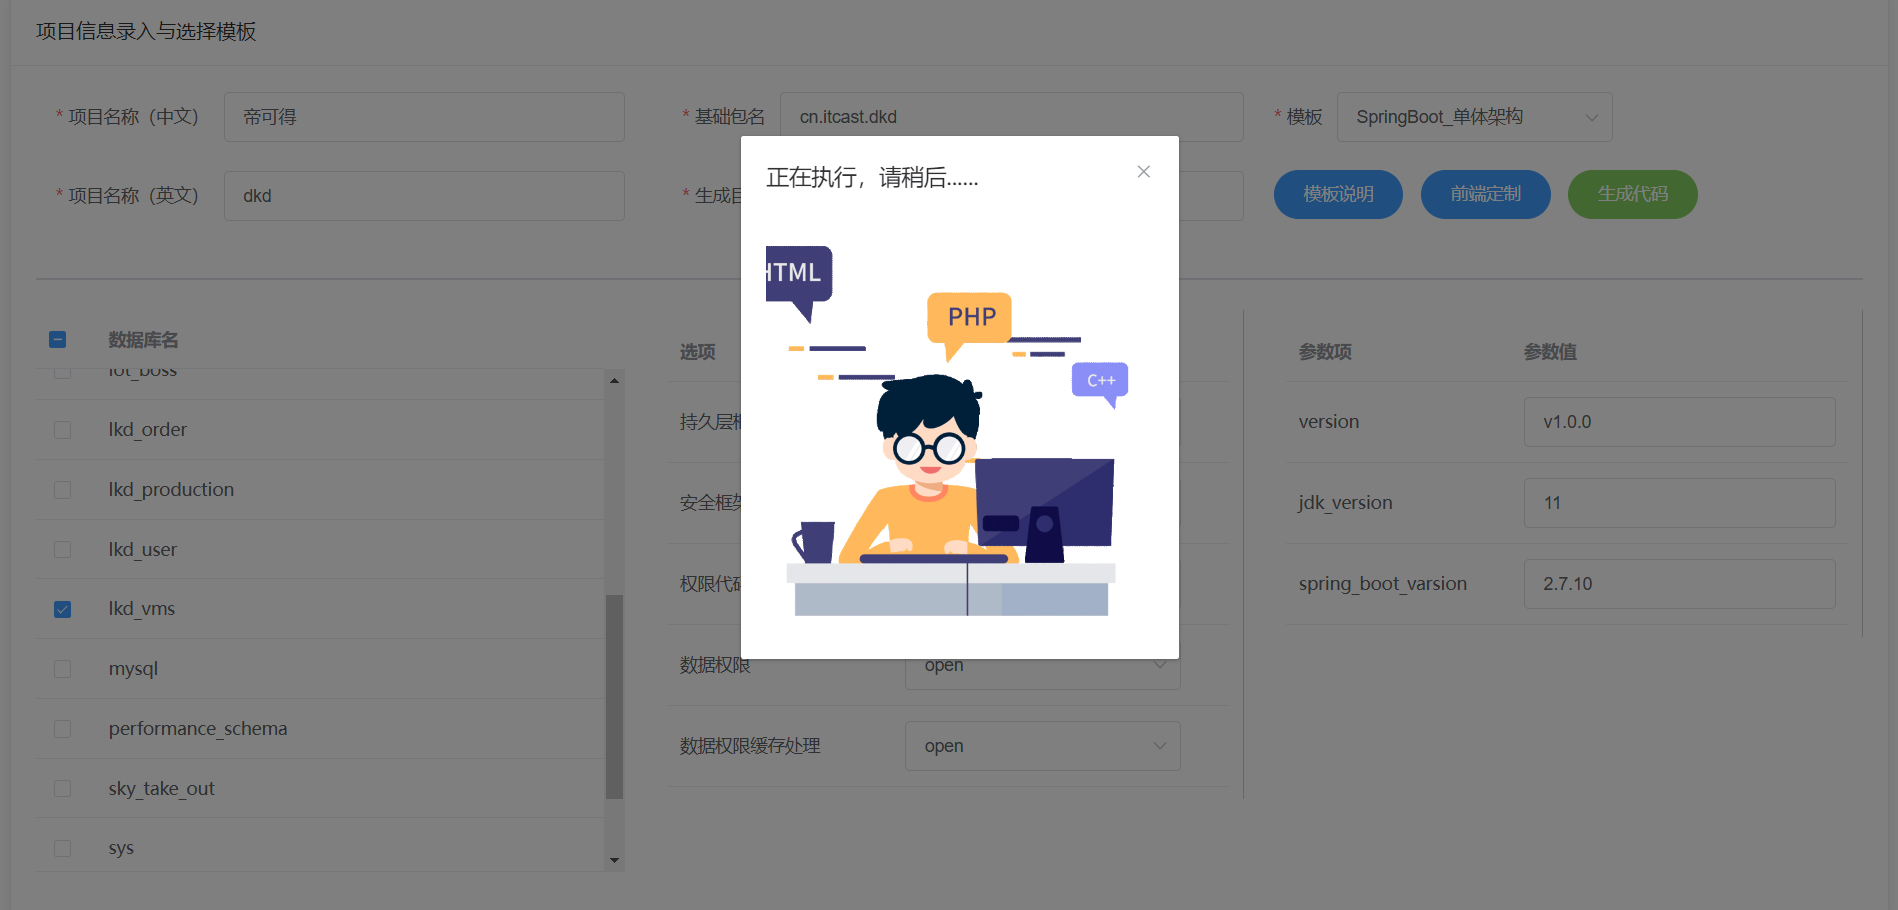 项目信息录入与选择模板
* 项目名称（中文） 帝可得
* 基础包名 cn.itcast.dkd
* 模板 SpringBoot_单体架构
* 项目名称（英文） dkd
* 生成目
模板说明
前端定制
生成代码
正在执行，请稍后......
HTML
PHP
C++
数据库名
iot_boss
lkd_order
lkd_production
lkd_user
lkd_vms
mysql
performance_schema
sky_take_out
sys
选项
持久层框
安全框架
权限代码
数据权限 open
数据权限缓存处理 open
参数项 参数值
version v1.0.0
jdk_version 11
spring_boot_varsion 2.7.10